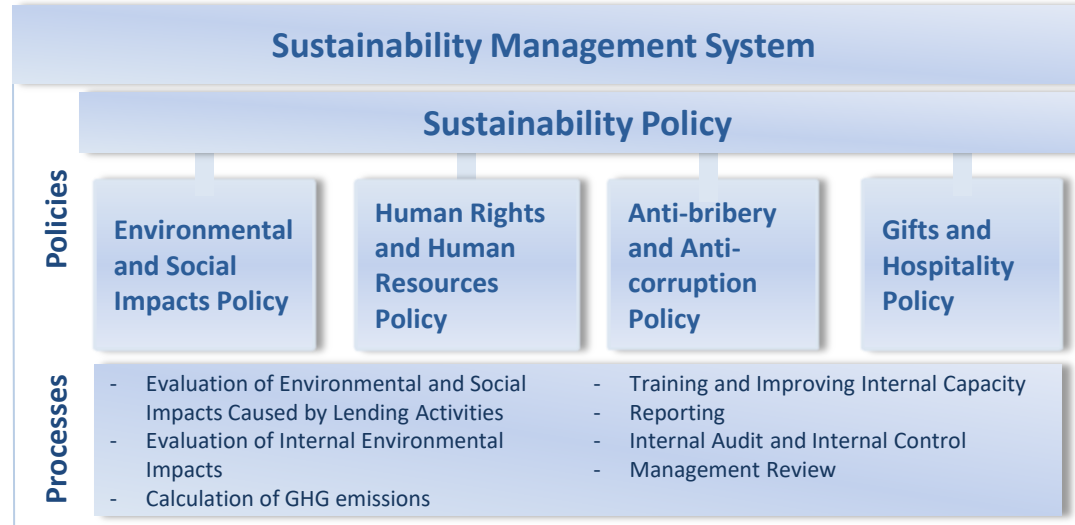 Sustainability Management System
Sustainability Policy
Policies
Environmental
and Social
Impacts Policy
Human Rights
and Human
Resources
Policy
Anti-bribery
and Anti-
corruption
Policy
Gifts and
Hospitality
Policy
Processes
- Evaluation of Environmental and Social
Impacts Caused by Lending Activities
- Evaluation of Internal Environmental
Impacts
- Calculation of GHG emissions
- Training and Improving Internal Capacity
- Reporting
- Internal Audit and Internal Control
- Management Review